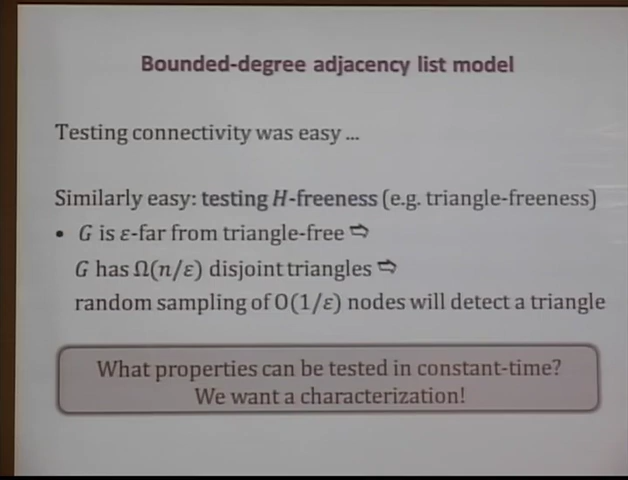 Bounded-degree adjacency list model
Testing connectivity was easy ...
Similarly easy: testing H-freeness (e.g. triangle-freeness)
• G is ε-far from triangle-free ⇨
G has Ω(n/ε) disjoint triangles ⇨
random sampling of O(1/ε) nodes will detect a triangle
What properties can be tested in constant-time?
We want a characterization!